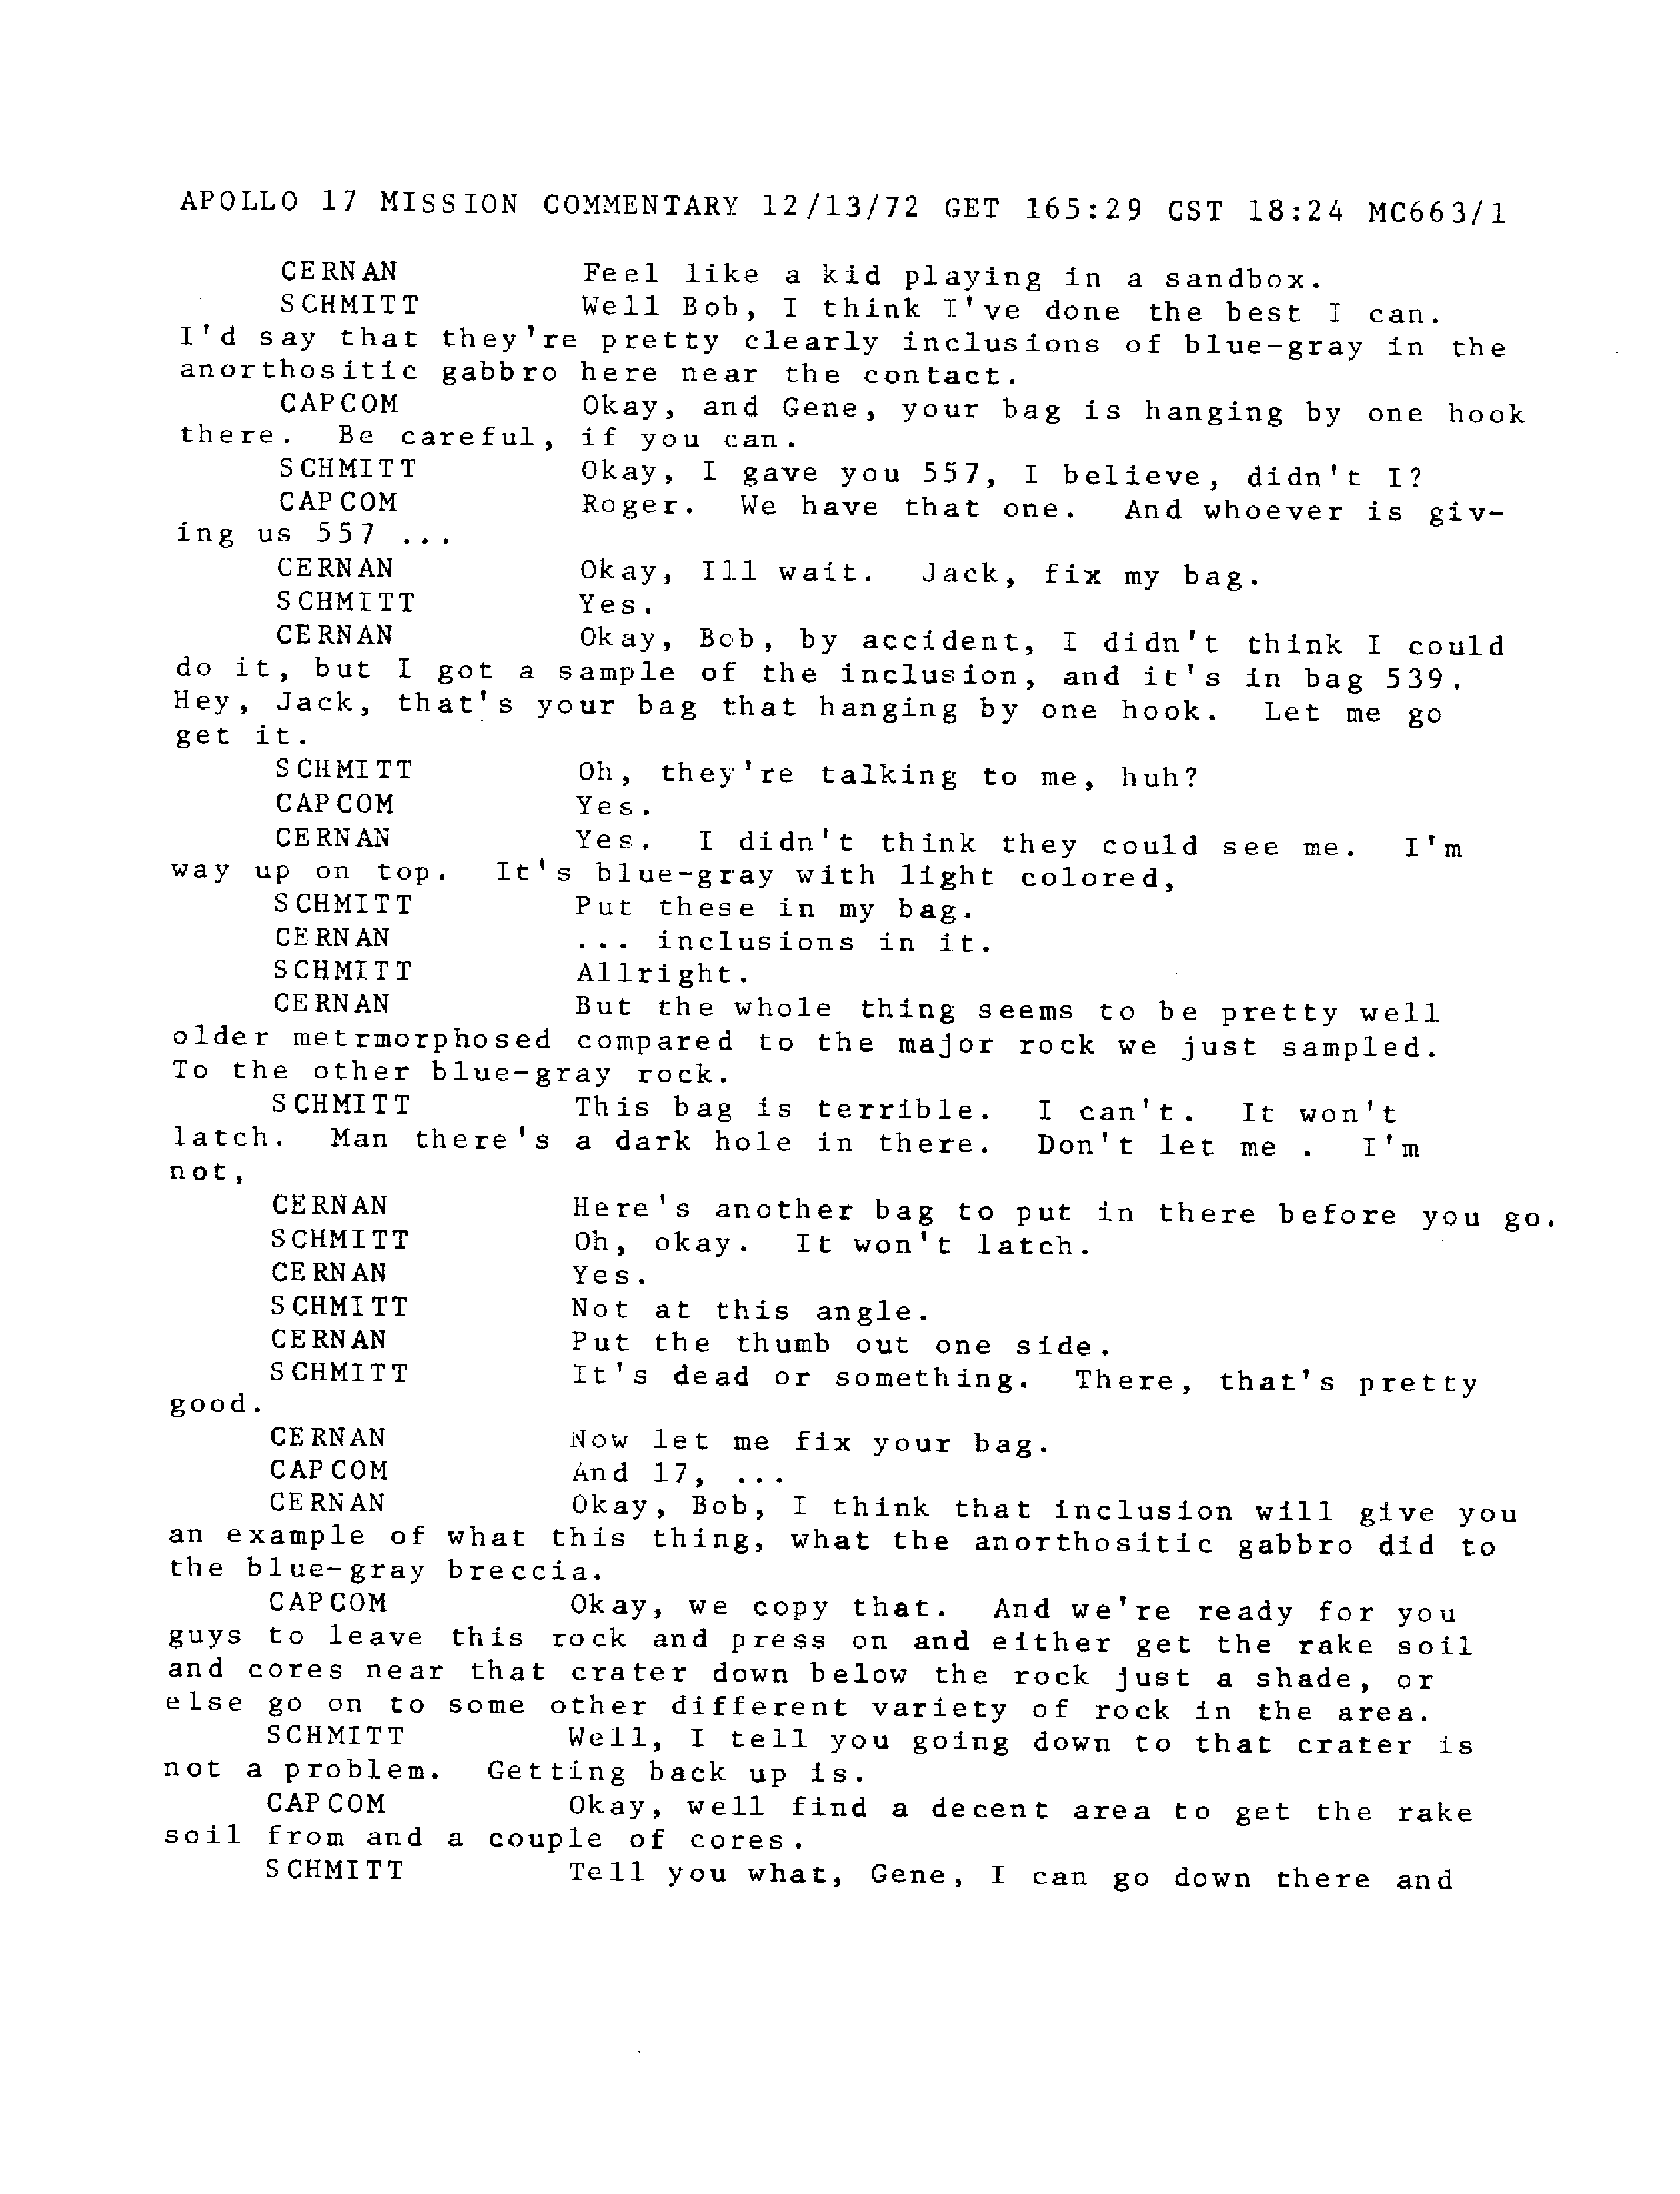 APOLLO 17 MISSION COMMENTARY 12/13/72 GET 165:29 CST 18:24 MC663/1
CERNAN Feel like a kid playing in a sandbox.
SCHMITT Well Bob, I think I've done the best I can.
I'd say that they're pretty clearly inclusions of blue-gray in the
anorthositic gabbro here near the contact.
CAPCOM Okay, and Gene, your bag is hanging by one hook
there. Be careful, if you can.
SCHMITT Okay, I gave you 557, I believe, didn't I?
CAPCOM Roger. We have that one. And whoever is giv-
ing us 557 ...
CERNAN Okay, Ill wait. Jack, fix my bag.
SCHMITT Yes.
CERNAN Okay, Bob, by accident, I didn't think I could
do it, but I got a sample of the inclusion, and it's in bag 539.
Hey, Jack, that's your bag that hanging by one hook. Let me go
get it.
SCHMITT Oh, they're talking to me, huh?
CAPCOM Yes.
CERNAN Yes. I didn't think they could see me. I'm
way up on top. It's blue-gray with light colored,
SCHMITT Put these in my bag.
CERNAN ... inclusions in it.
SCHMITT Allright.
CERNAN But the whole thing seems to be pretty well
older metrmorphosed compared to the major rock we just sampled.
To the other blue-gray rock.
SCHMITT This bag is terrible. I can't. It won't
latch. Man there's a dark hole in there. Don't let me . I'm
not,
CERNAN Here's another bag to put in there before you go.
SCHMITT Oh, okay. It won't latch.
CERNAN Yes.
SCHMITT Not at this angle.
CERNAN Put the thumb out one side.
SCHMITT It's dead or something. There, that's pretty
good.
CERNAN Now let me fix your bag.
CAPCOM And 17, ...
CERNAN Okay, Bob, I think that inclusion will give you
an example of what this thing, what the anorthositic gabbro did to
the blue-gray breccia.
CAPCOM Okay, we copy that. And we're ready for you
guys to leave this rock and press on and either get the rake soil
and cores near that crater down below the rock just a shade, or
else go on to some other different variety of rock in the area.
SCHMITT Well, I tell you going down to that crater is
not a problem. Getting back up is.
CAPCOM Okay, well find a decent area to get the rake
soil from and a couple of cores.
SCHMITT Tell you what, Gene, I can go down there and